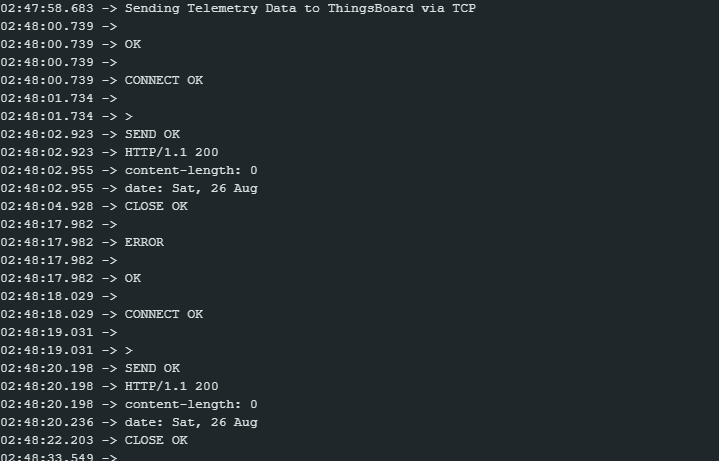 02:47:58.683 -> Sending Telemetry Data to ThingsBoard via TCP
02:48:00.739 ->
02:48:00.739 -> OK
02:48:00.739 ->
02:48:00.739 -> CONNECT OK
02:48:01.734 ->
02:48:01.734 -> >
02:48:02.923 -> SEND OK
02:48:02.923 -> HTTP/1.1 200
02:48:02.955 -> content-length: 0
02:48:02.955 -> date: Sat, 26 Aug
02:48:04.928 -> CLOSE OK
02:48:17.982 ->
02:48:17.982 -> ERROR
02:48:17.982 ->
02:48:17.982 -> OK
02:48:18.029 ->
02:48:18.029 -> CONNECT OK
02:48:19.031 ->
02:48:19.031 -> >
02:48:20.198 -> SEND OK
02:48:20.198 -> HTTP/1.1 200
02:48:20.198 -> content-length: 0
02:48:20.236 -> date: Sat, 26 Aug
02:48:22.203 -> CLOSE OK
02:48:33.549 ->